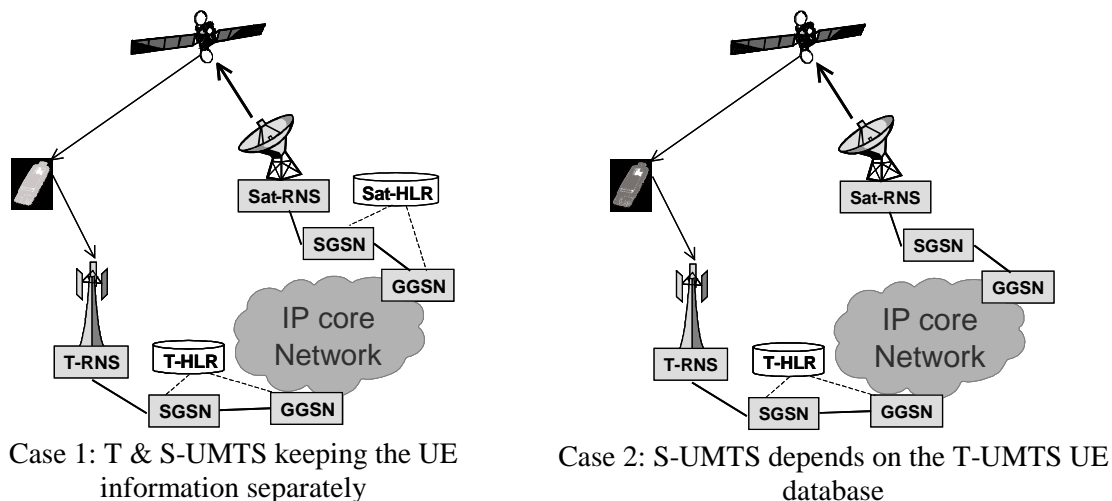 Sat-RNS
Sat-HLR
SGSN
GGSN
IP core
Network
T-RNS
T-HLR
SGSN
GGSN
Case 1: T & S-UMTS keeping the UE
information separately
Sat-RNS
SGSN
GGSN
IP core
Network
T-RNS
T-HLR
SGSN
GGSN
Case 2: S-UMTS depends on the T-UMTS UE
database